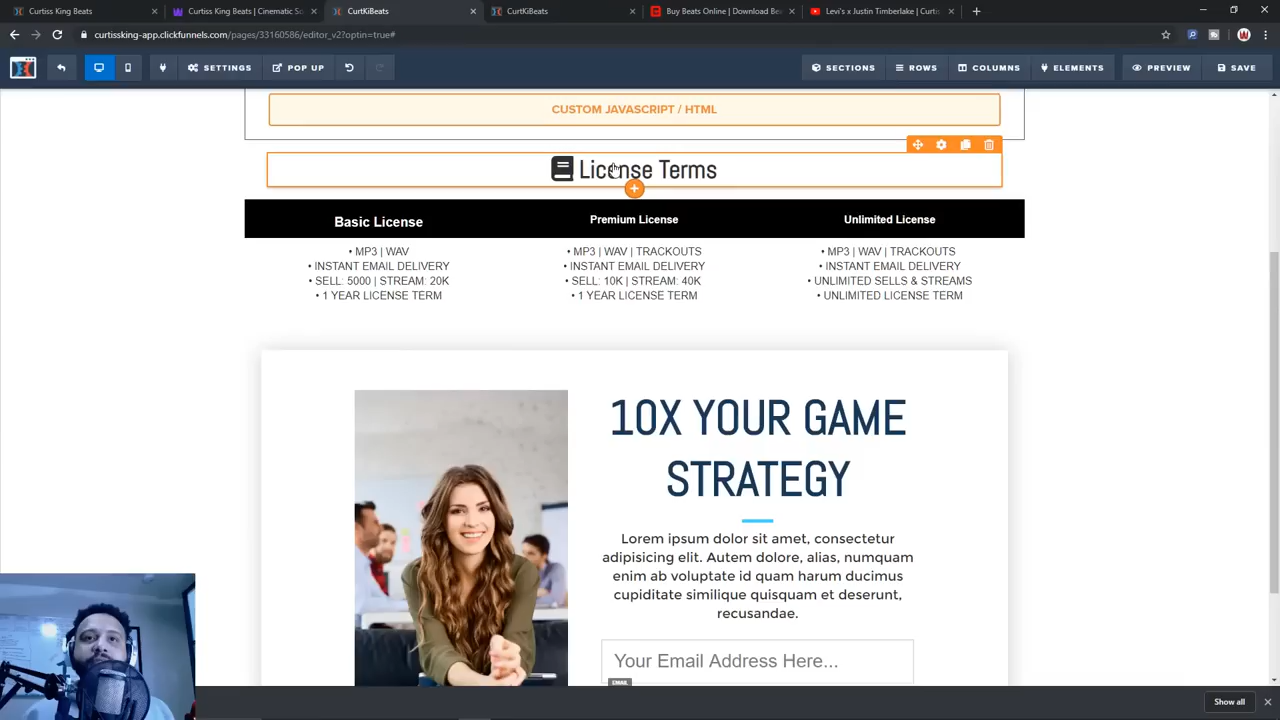 Curtiss King Beats
Curtiss King Beats | Cinematic So
CurtKiBeats
CurtKiBeats
Buy Beats Online | Download Bea
Levi's x Justin Timberlake | Curtis
curtissking-app.clickfunnels.com/pages/33160586/editor_v2?optin=true#
SETTINGS
POP UP
SECTIONS
ROWS
COLUMNS
ELEMENTS
PREVIEW
SAVE
CUSTOM JAVASCRIPT / HTML
License Terms
Basic License
Premium License
Unlimited License
• MP3 | WAV
• INSTANT EMAIL DELIVERY
• SELL: 5000 | STREAM: 20K
• 1 YEAR LICENSE TERM
• MP3 | WAV | TRACKOUTS
• INSTANT EMAIL DELIVERY
• SELL: 10K | STREAM: 40K
• 1 YEAR LICENSE TERM
• MP3 | WAV | TRACKOUTS
• INSTANT EMAIL DELIVERY
• UNLIMITED SELLS & STREAMS
• UNLIMITED LICENSE TERM
10X YOUR GAME
STRATEGY
Lorem ipsum dolor sit amet, consectetur
adipisicing elit. Autem dolore, alias, numquam
enim ab voluptate id quam harum ducimus
cupiditate similique quisquam et deserunt,
recusandae.
Your Email Address Here...
EMAIL
Show all